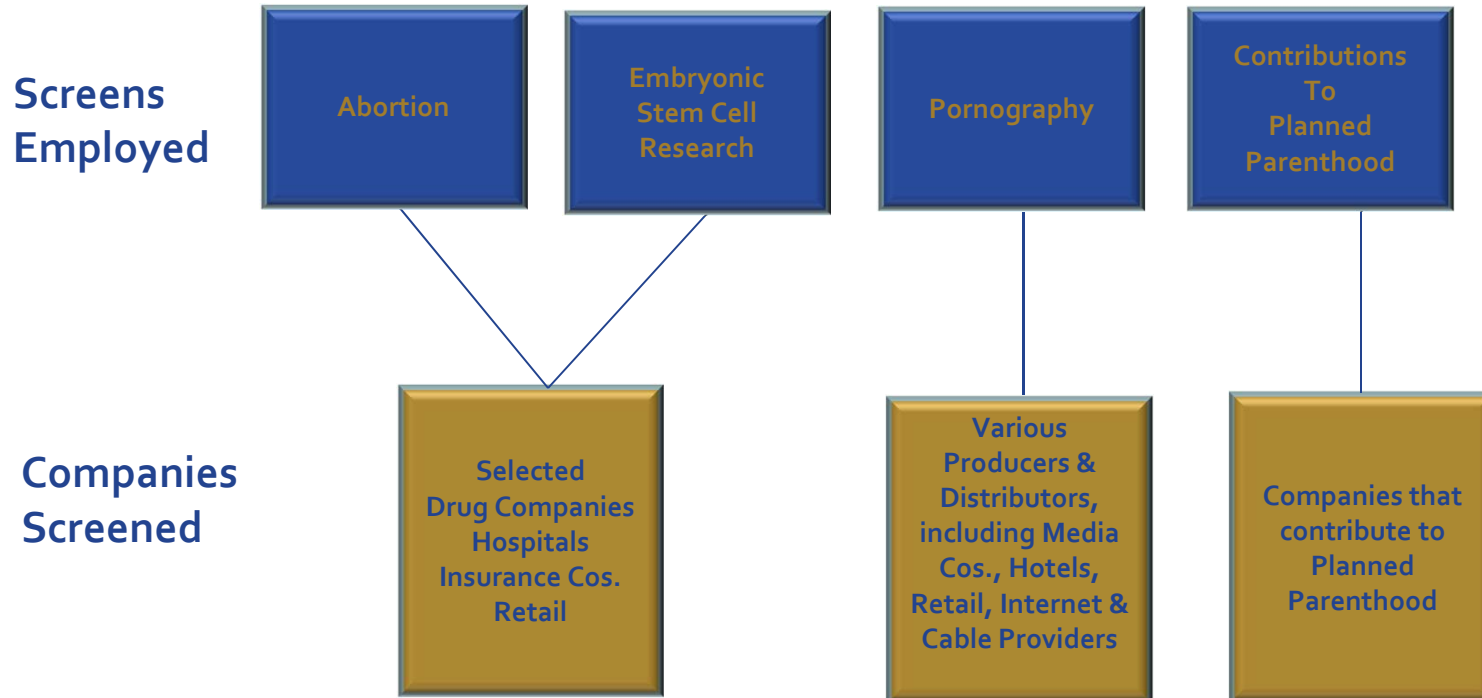 Screens
Employed
Abortion
Embryonic
Stem Cell
Research
Pornography
Contributions
To
Planned
Parenthood
Companies
Screened
Selected
Drug Companies
Hospitals
Insurance Cos.
Retail
Various
Producers &
Distributors,
including Media
Cos., Hotels,
Retail, Internet &
Cable Providers
Companies that
contribute to
Planned
Parenthood